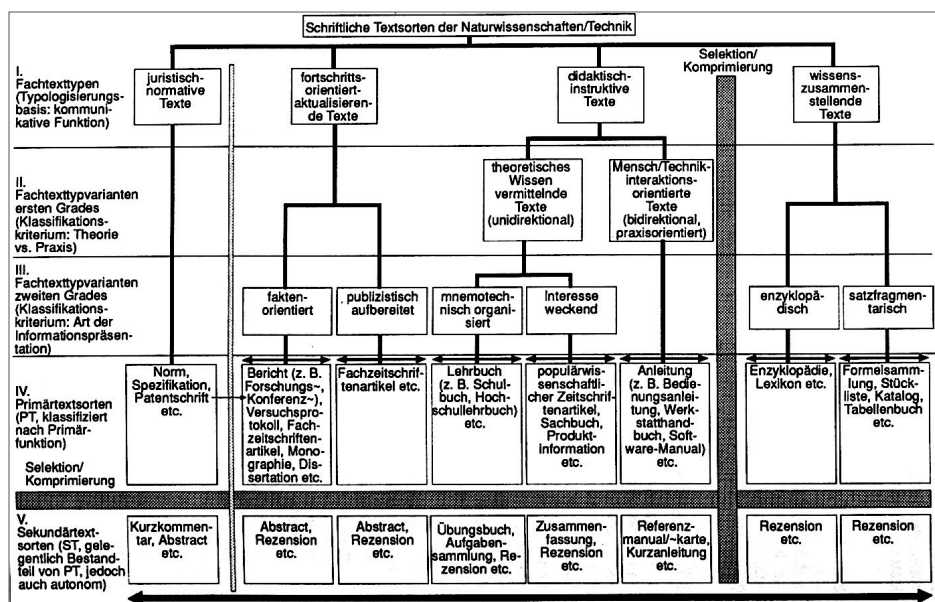 Schriftliche Textsorten der Naturwissenschaften/Technik
I.
Fachtexttypen
(Typologisierungs-
basis: kommuni-
kative Funktion)
juristisch-
normative
Texte
fortschritts-
orientiert-
aktualisieren-
de Texte
didaktisch-
instruktive
Texte
Selektion/
Komprimierung
wissens-
zusammen-
stellende
Texte
II.
Fachtexttypvarianten
ersten Grades
(Klassifikations-
kriterium: Theorie
vs. Praxis)
theoretisches
Wissen
vermittelnde
Texte
(unidirektional)
Mensch/Technik-
interaktions-
orientierte
Texte
(bidirektional,
praxisorientiert)
III.
Fachtexttypvarianten
zweiten Grades
(Klassifikations-
kriterium: Art der
Informationspräsen-
tation)
fakten-
orientiert
publizistisch
aufbereitet
mnemotech-
nisch organi-
siert
Interesse
weckend
enzyklopä-
disch
satzfragmen-
tarisch
IV.
Primärtextsorten
(PT, klassifiziert
nach Primär-
funktion)
Norm,
Spezifikation,
Patentschrift
etc.
Bericht (z. B.
Forschungs~,
Konferenz~),
Versuchspro-
tokoll, Fach-
zeitschriften-
artikel, Mono-
graphie, Dis-
sertation etc.
Fachzeitschrif-
tenartikel etc.
Lehrbuch
(z. B. Schul-
buch, Hoch-
schullehrbuch)
etc.
populärwis-
senschaftli-
cher Zeitschrif-
tenartikel,
Sachbuch,
Produkt-
information
etc.
Anleitung
(z. B. Bedie-
nungsanlei-
tung, Werk-
statthand-
buch, Soft-
ware-Manual)
etc.
Enzyklopädie,
Lexikon etc.
Formelsamm-
lung, Stück-
liste, Katalog,
Tabellenbuch
etc.
Selektion/
Komprimierung
V.
Sekundärtext-
sorten (ST, gele-
gentlich Bestand-
teil von PT, jedoch
auch autonom)
Kurzkommen-
tar, Abstract
etc.
Abstract,
Rezension
etc.
Abstract,
Rezension
etc.
Übungsbuch,
Aufgaben-
sammlung, Re-
zension etc.
Zusammen-
fassung,
Rezension
etc.
Referenz-
manual/~karte,
Kurzanleitung
etc.
Rezension
etc.
Rezension
etc.